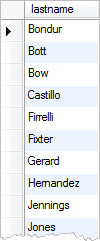 lastname
Bondur
Bott
Bow
Castillo
Firrelli
Fixter
Gerard
Hernandez
Jennings
Jones